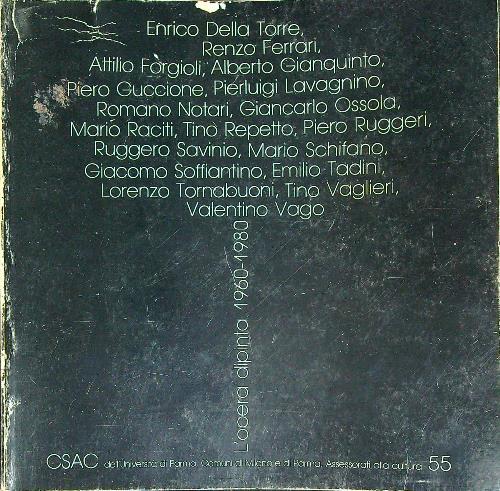 Enrico Della Torre,
Renzo Ferrari,
Attilio Forgioli, Alberto Gianquinto,
Piero Guccione, Pierluigi Lavagnino,
Romano Notari, Giancarlo Ossola,
Mario Raciti, Tino Repetto, Piero Ruggeri,
Ruggero Savinio, Mario Schifano,
Giacomo Soffiantino, Emilio Tadini,
Lorenzo Tornabuoni, Tino Vaglieri,
Valentino Vago
L'opera dipinta 1960-1980
CSAC dell'Università di Parma, Comuni di Milano e di Parma, Assessorati alla cultura 55